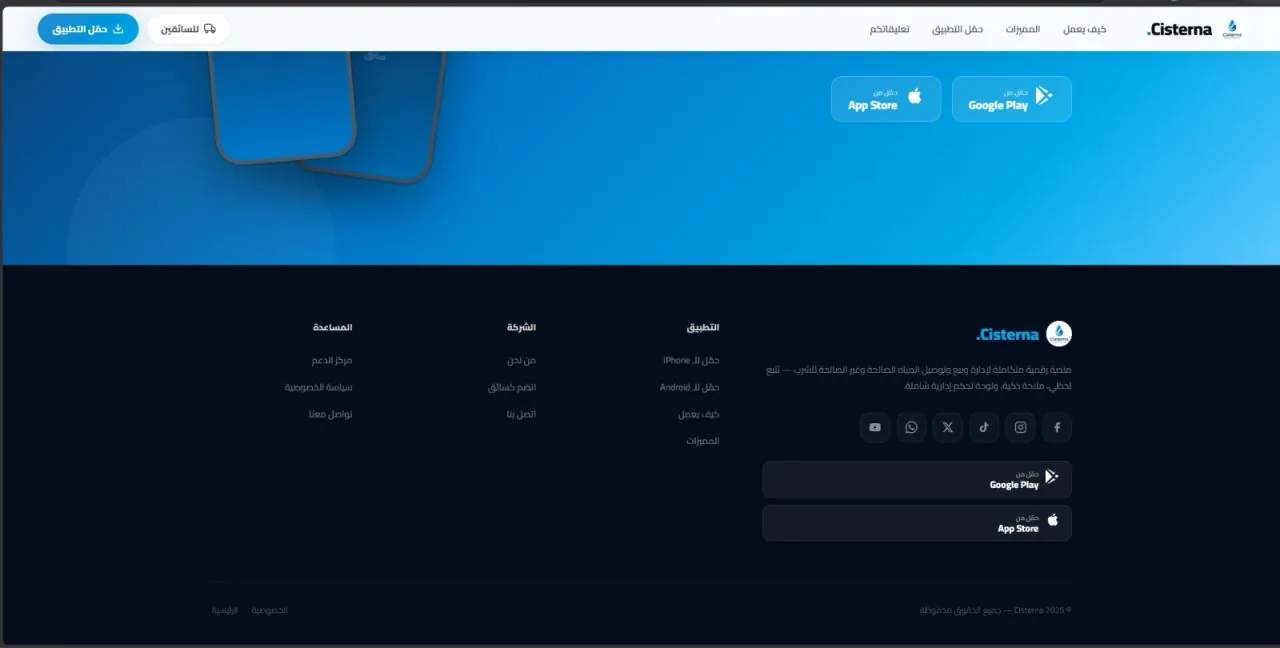 Cisterna.
كيف يعمل
المميزات
حمّل التطبيق
تعليقاتكم
للسائقين
حمّل التطبيق
حمّل من
Google Play
حمّل من
App Store
Cisterna.
منصة رقمية متكاملة لإدارة وبيع وتوصيل المياه الصالحة وغير الصالحة للشرب — تتبع
لحظي، ملاحة ذكية، ولوحة تحكم إدارية شاملة.
حمّل من
Google Play
حمّل من
App Store
التطبيق
حمّل للـ iPhone
حمّل للـ Android
كيف يعمل
المميزات
الشركة
من نحن
انضم كسائق
اتصل بنا
المساعدة
مركز الدعم
سياسة الخصوصية
تواصل معنا
© 2025 Cisterna — جميع الحقوق محفوظة
الخصوصية
الرئيسية